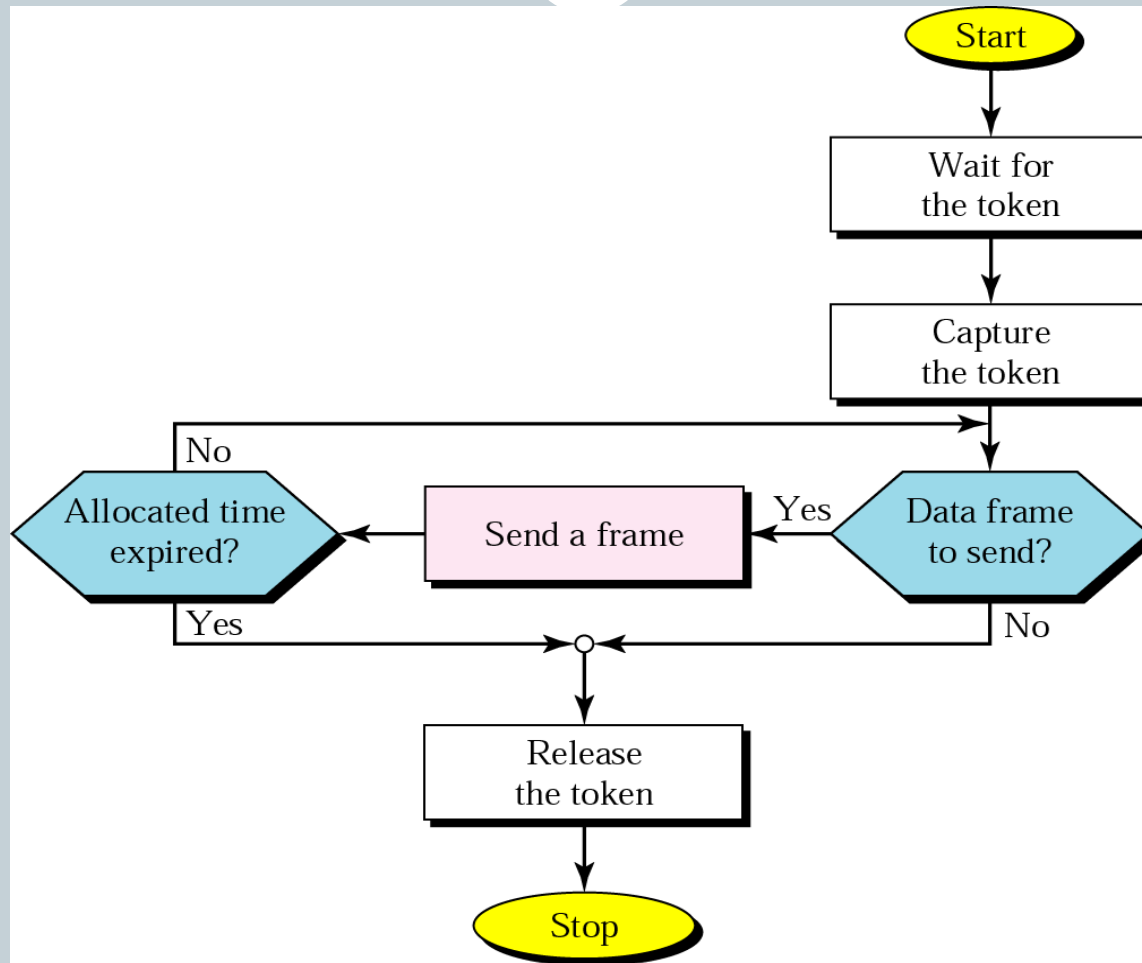 Start
Wait for
the token
Capture
the token
No
Allocated time
expired?
Send a frame
Yes
Data frame
to send?
Yes
No
Release
the token
Stop